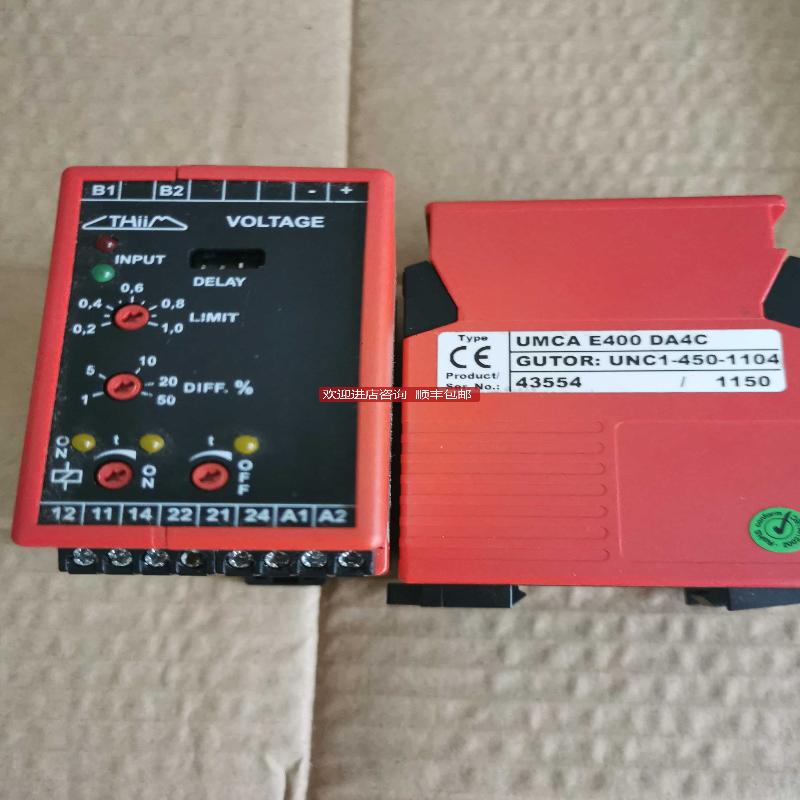 B1 B2 - +
THiiM VOLTAGE
INPUT
DELAY
0,6
0,4 0,8
0,2 1,0 LIMIT
10
5 20
1 50 DIFF. %
ON t t
ON OFF
12 11 14 22 21 24 A1 A2
Type UMCA E400 DA4C
CE GUTOR: UNC1-450-1104
Product/
Ser. No.: 43554 / 1150
欢迎进店咨询 顺丰包邮